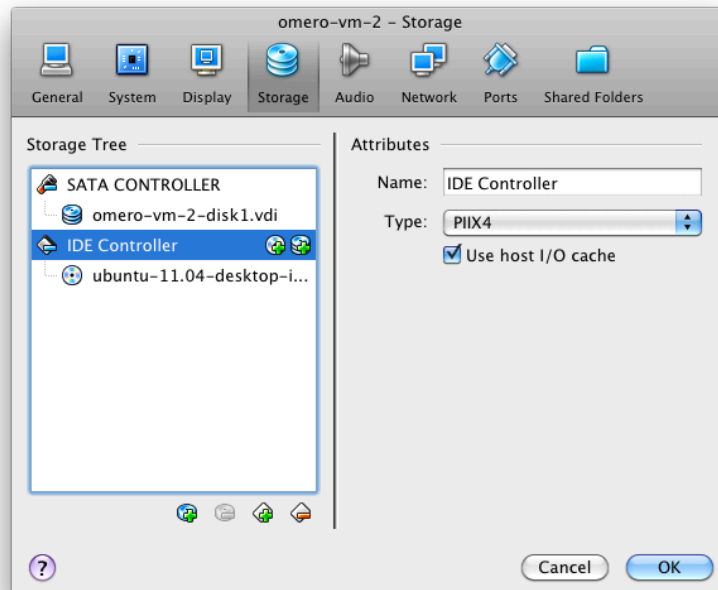 omero-vm-2 – Storage
General System Display Storage Audio Network Ports Shared Folders
Storage Tree
SATA CONTROLLER
omero-vm-2-disk1.vdi
IDE Controller
ubuntu-11.04-desktop-i...
Attributes
Name: IDE Controller
Type: PIIX4
Use host I/O cache
?
Cancel OK